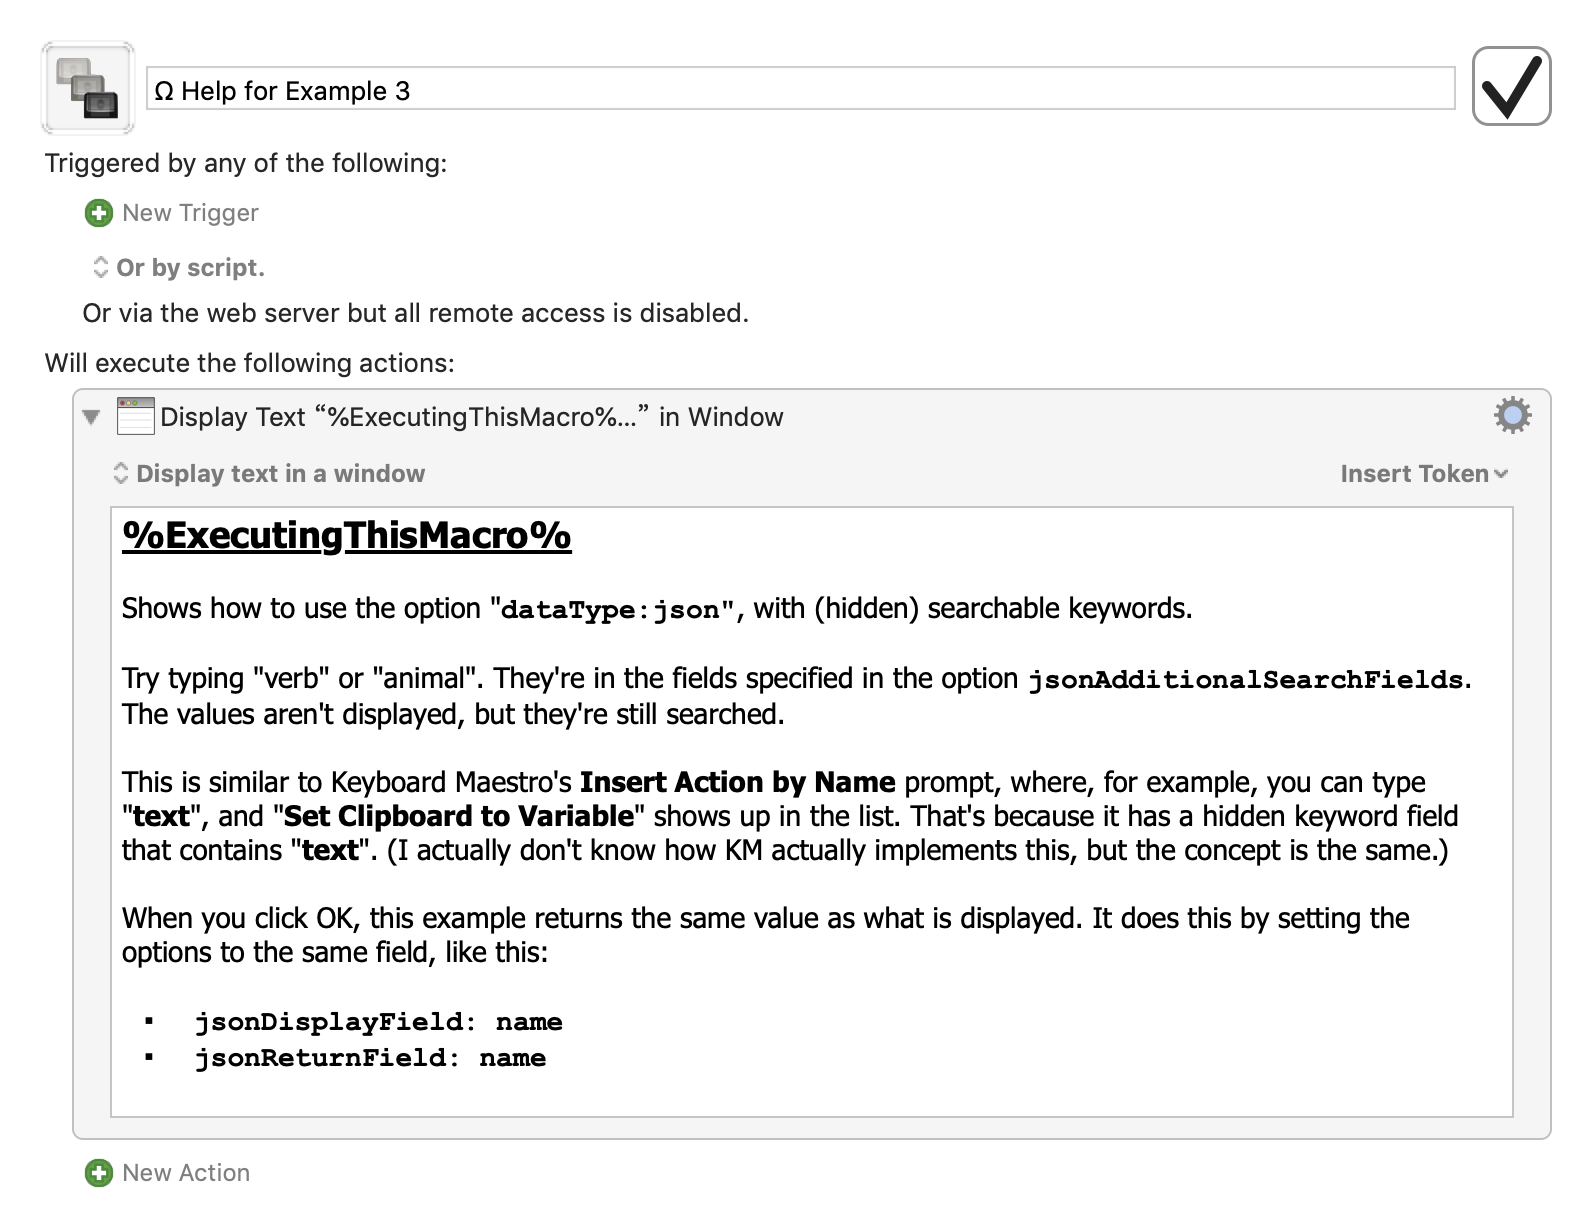 Ω Help for Example 3
Triggered by any of the following:
New Trigger
Or by script.
Or via the web server but all remote access is disabled.
Will execute the following actions:
Display Text “%ExecutingThisMacro%...” in Window
Display text in a window
Insert Token
%ExecutingThisMacro%
Shows how to use the option "dataType:json", with (hidden) searchable keywords.
Try typing "verb" or "animal". They're in the fields specified in the option jsonAdditionalSearchFields.
The values aren't displayed, but they're still searched.
This is similar to Keyboard Maestro's Insert Action by Name prompt, where, for example, you can type
"text", and "Set Clipboard to Variable" shows up in the list. That's because it has a hidden keyword field
that contains "text". (I actually don't know how KM actually implements this, but the concept is the same.)
When you click OK, this example returns the same value as what is displayed. It does this by setting the
options to the same field, like this:
▪ jsonDisplayField: name
▪ jsonReturnField: name
New Action